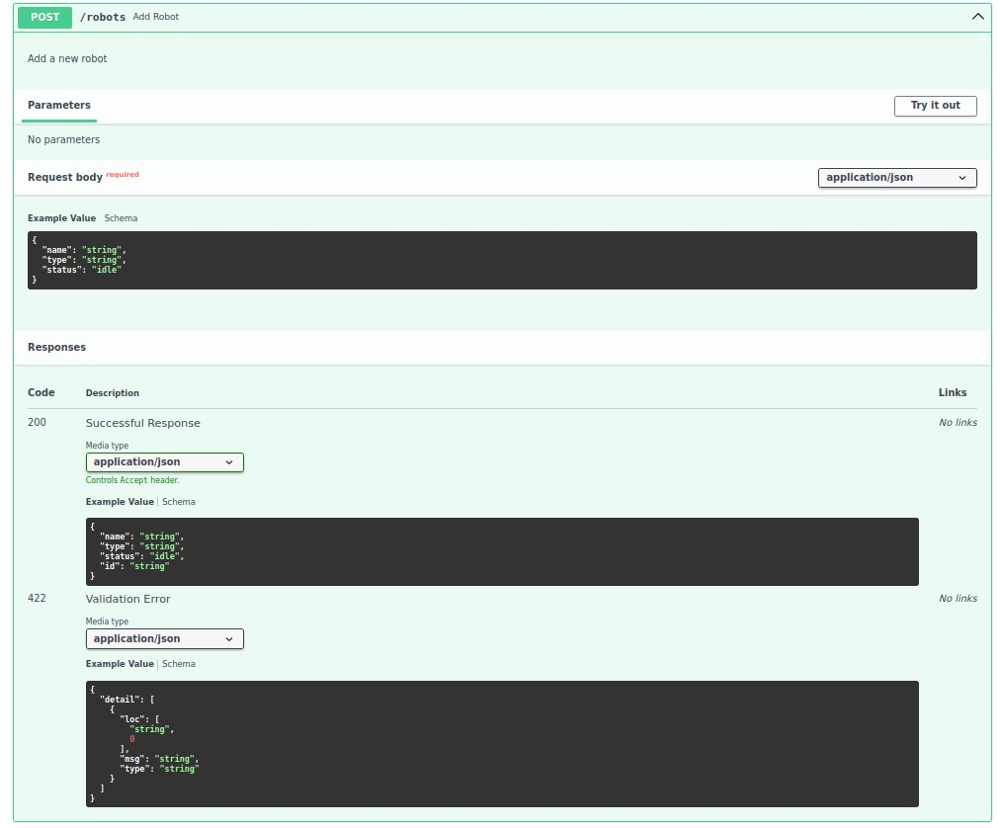 POST /robots Add Robot
Add a new robot
Parameters Try it out
No parameters
Request body required application/json
Example Value Schema
{
  "name": "string",
  "type": "string",
  "status": "idle"
}
Responses
Code Description Links
200 Successful Response No links
Media type
application/json
Controls Accept header.
Example Value | Schema
{
  "name": "string",
  "type": "string",
  "status": "idle",
  "id": "string"
}
422 Validation Error No links
Media type
application/json
Example Value | Schema
{
  "detail": [
    {
      "loc": [
        "string",
        0
      ],
      "msg": "string",
      "type": "string"
    }
  ]
}